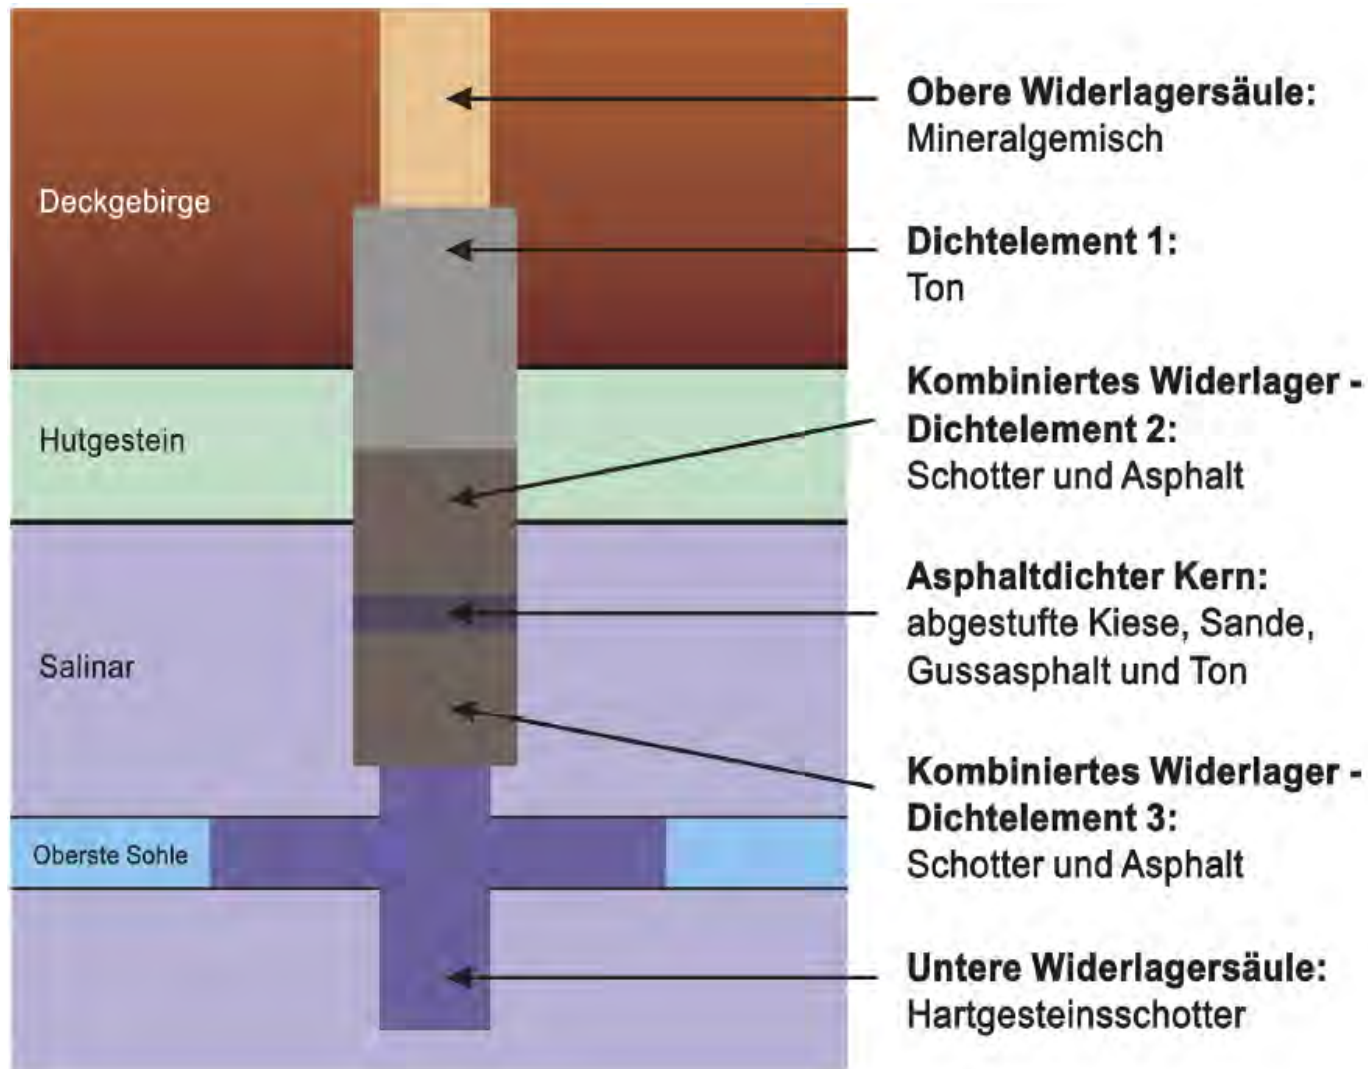 Deckgebirge
Hutgestein
Salinar
Oberste Sohle
Obere Widerlagersäule:
Mineralgemisch
Dichtelement 1:
Ton
Kombiniertes Widerlager -
Dichtelement 2:
Schotter und Asphalt
Asphaltdichter Kern:
abgestufte Kiese, Sande,
Gussasphalt und Ton
Kombiniertes Widerlager -
Dichtelement 3:
Schotter und Asphalt
Untere Widerlagersäule:
Hartgesteinsschotter